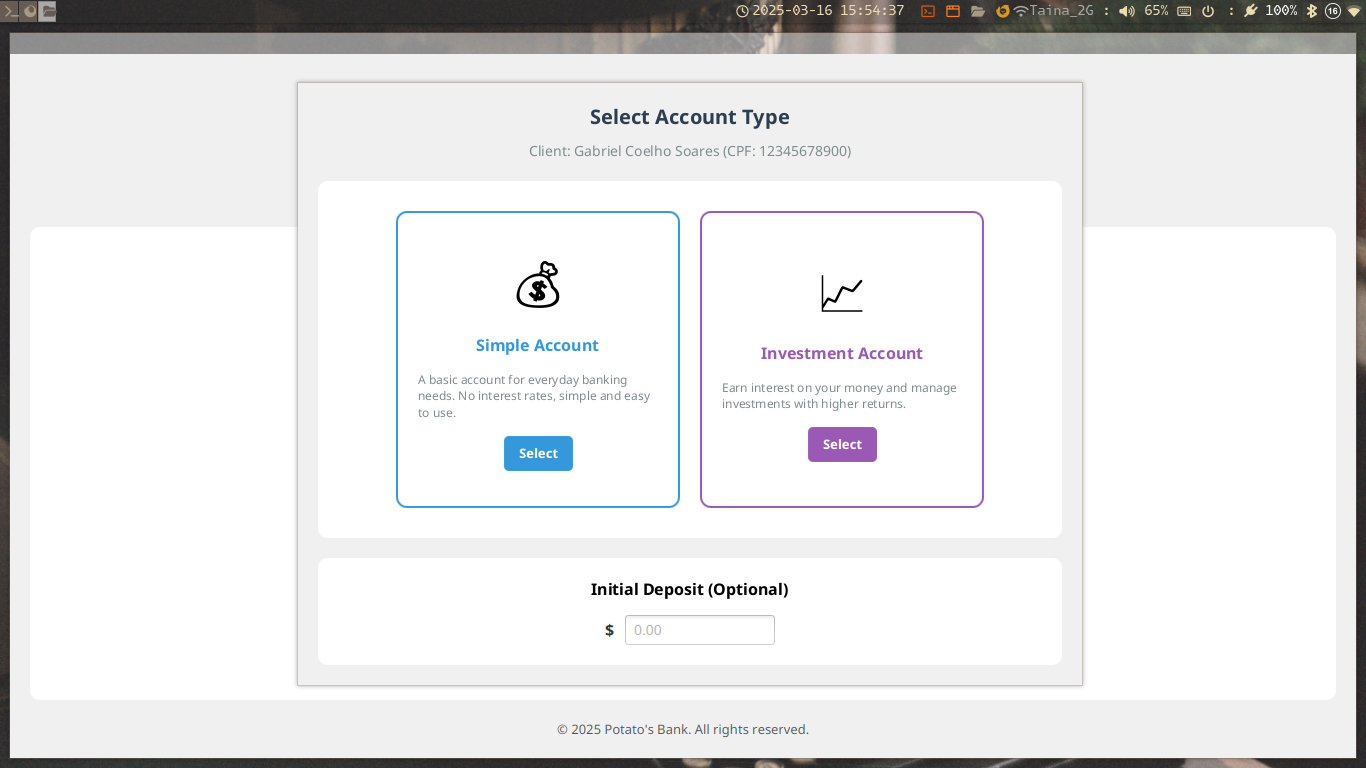 2025-03-16 15:54:37
Taina_2G : 65% : 100% 16
Select Account Type
Client: Gabriel Coelho Soares (CPF: 12345678900)
$
Simple Account
A basic account for everyday banking
needs. No interest rates, simple and easy
to use.
Select
Investment Account
Earn interest on your money and manage
investments with higher returns.
Select
Initial Deposit (Optional)
$ 0.00
© 2025 Potato's Bank. All rights reserved.